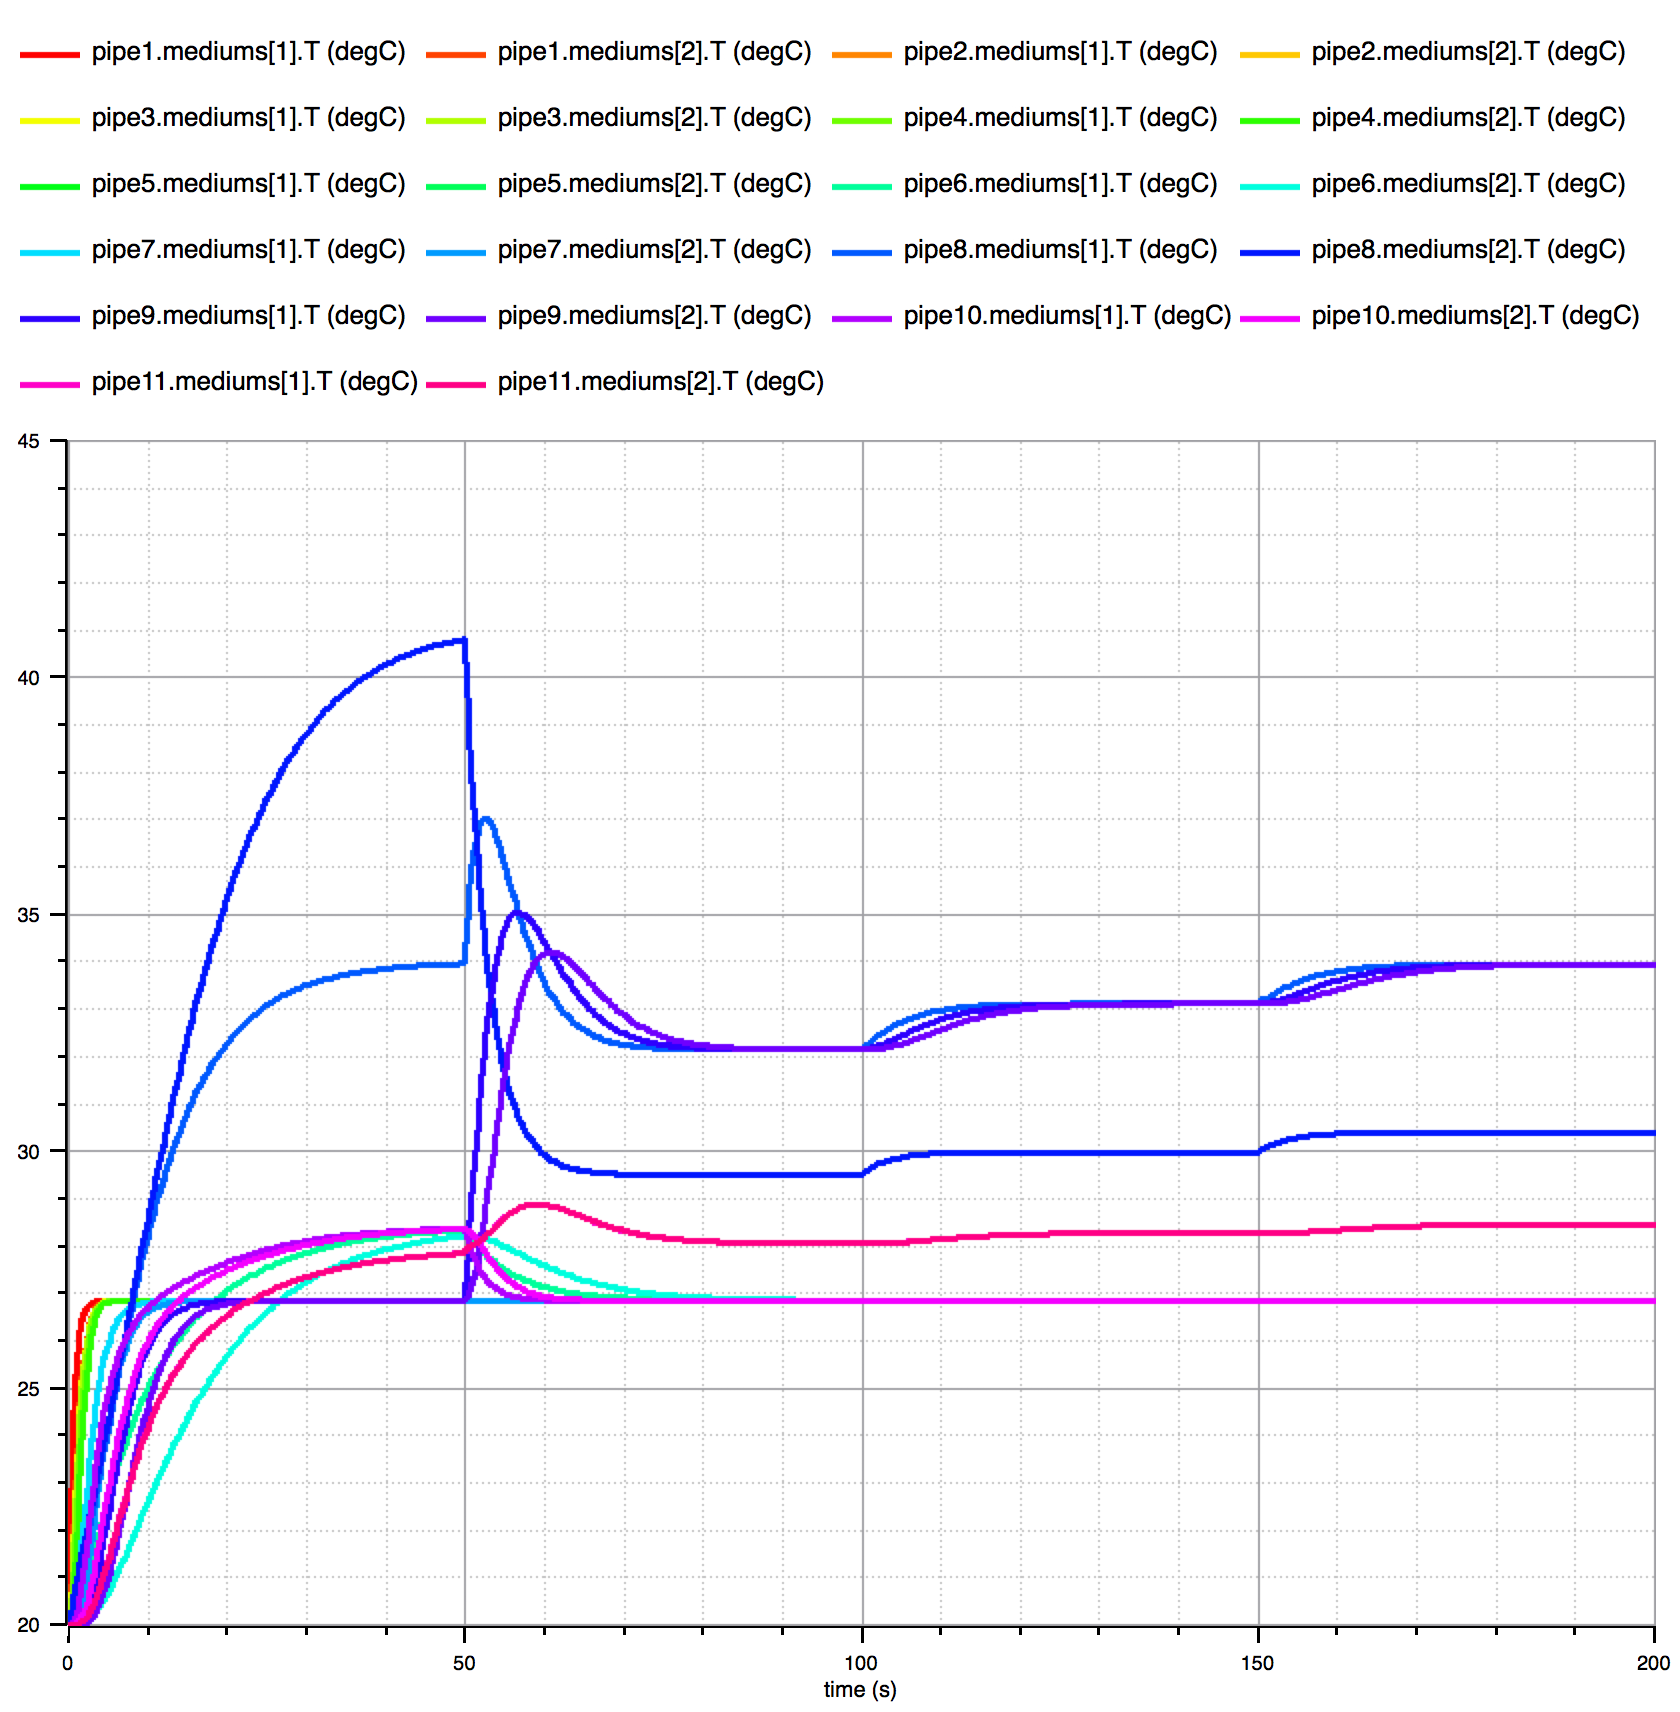 pipe1.mediums[1].T (degC) pipe1.mediums[2].T (degC) pipe2.mediums[1].T (degC) pipe2.mediums[2].T (degC)
pipe3.mediums[1].T (degC) pipe3.mediums[2].T (degC) pipe4.mediums[1].T (degC) pipe4.mediums[2].T (degC)
pipe5.mediums[1].T (degC) pipe5.mediums[2].T (degC) pipe6.mediums[1].T (degC) pipe6.mediums[2].T (degC)
pipe7.mediums[1].T (degC) pipe7.mediums[2].T (degC) pipe8.mediums[1].T (degC) pipe8.mediums[2].T (degC)
pipe9.mediums[1].T (degC) pipe9.mediums[2].T (degC) pipe10.mediums[1].T (degC) pipe10.mediums[2].T (degC)
pipe11.mediums[1].T (degC) pipe11.mediums[2].T (degC)
45
40
35
30
25
20
0 50 100 150 200
time (s)